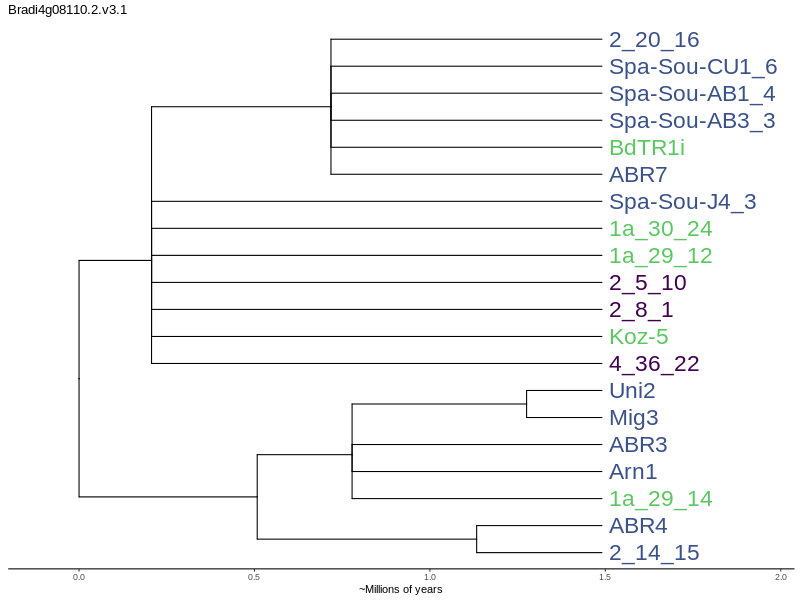 Bradi4g08110.2.v3.1
2_20_16
Spa-Sou-CU1_6
Spa-Sou-AB1_4
Spa-Sou-AB3_3
BdTR1i
ABR7
Spa-Sou-J4_3
1a_30_24
1a_29_12
2_5_10
2_8_1
Koz-5
4_36_22
Uni2
Mig3
ABR3
Arn1
1a_29_14
ABR4
2_14_15
0.0 0.5 1.0 1.5 2.0
~Millions of years